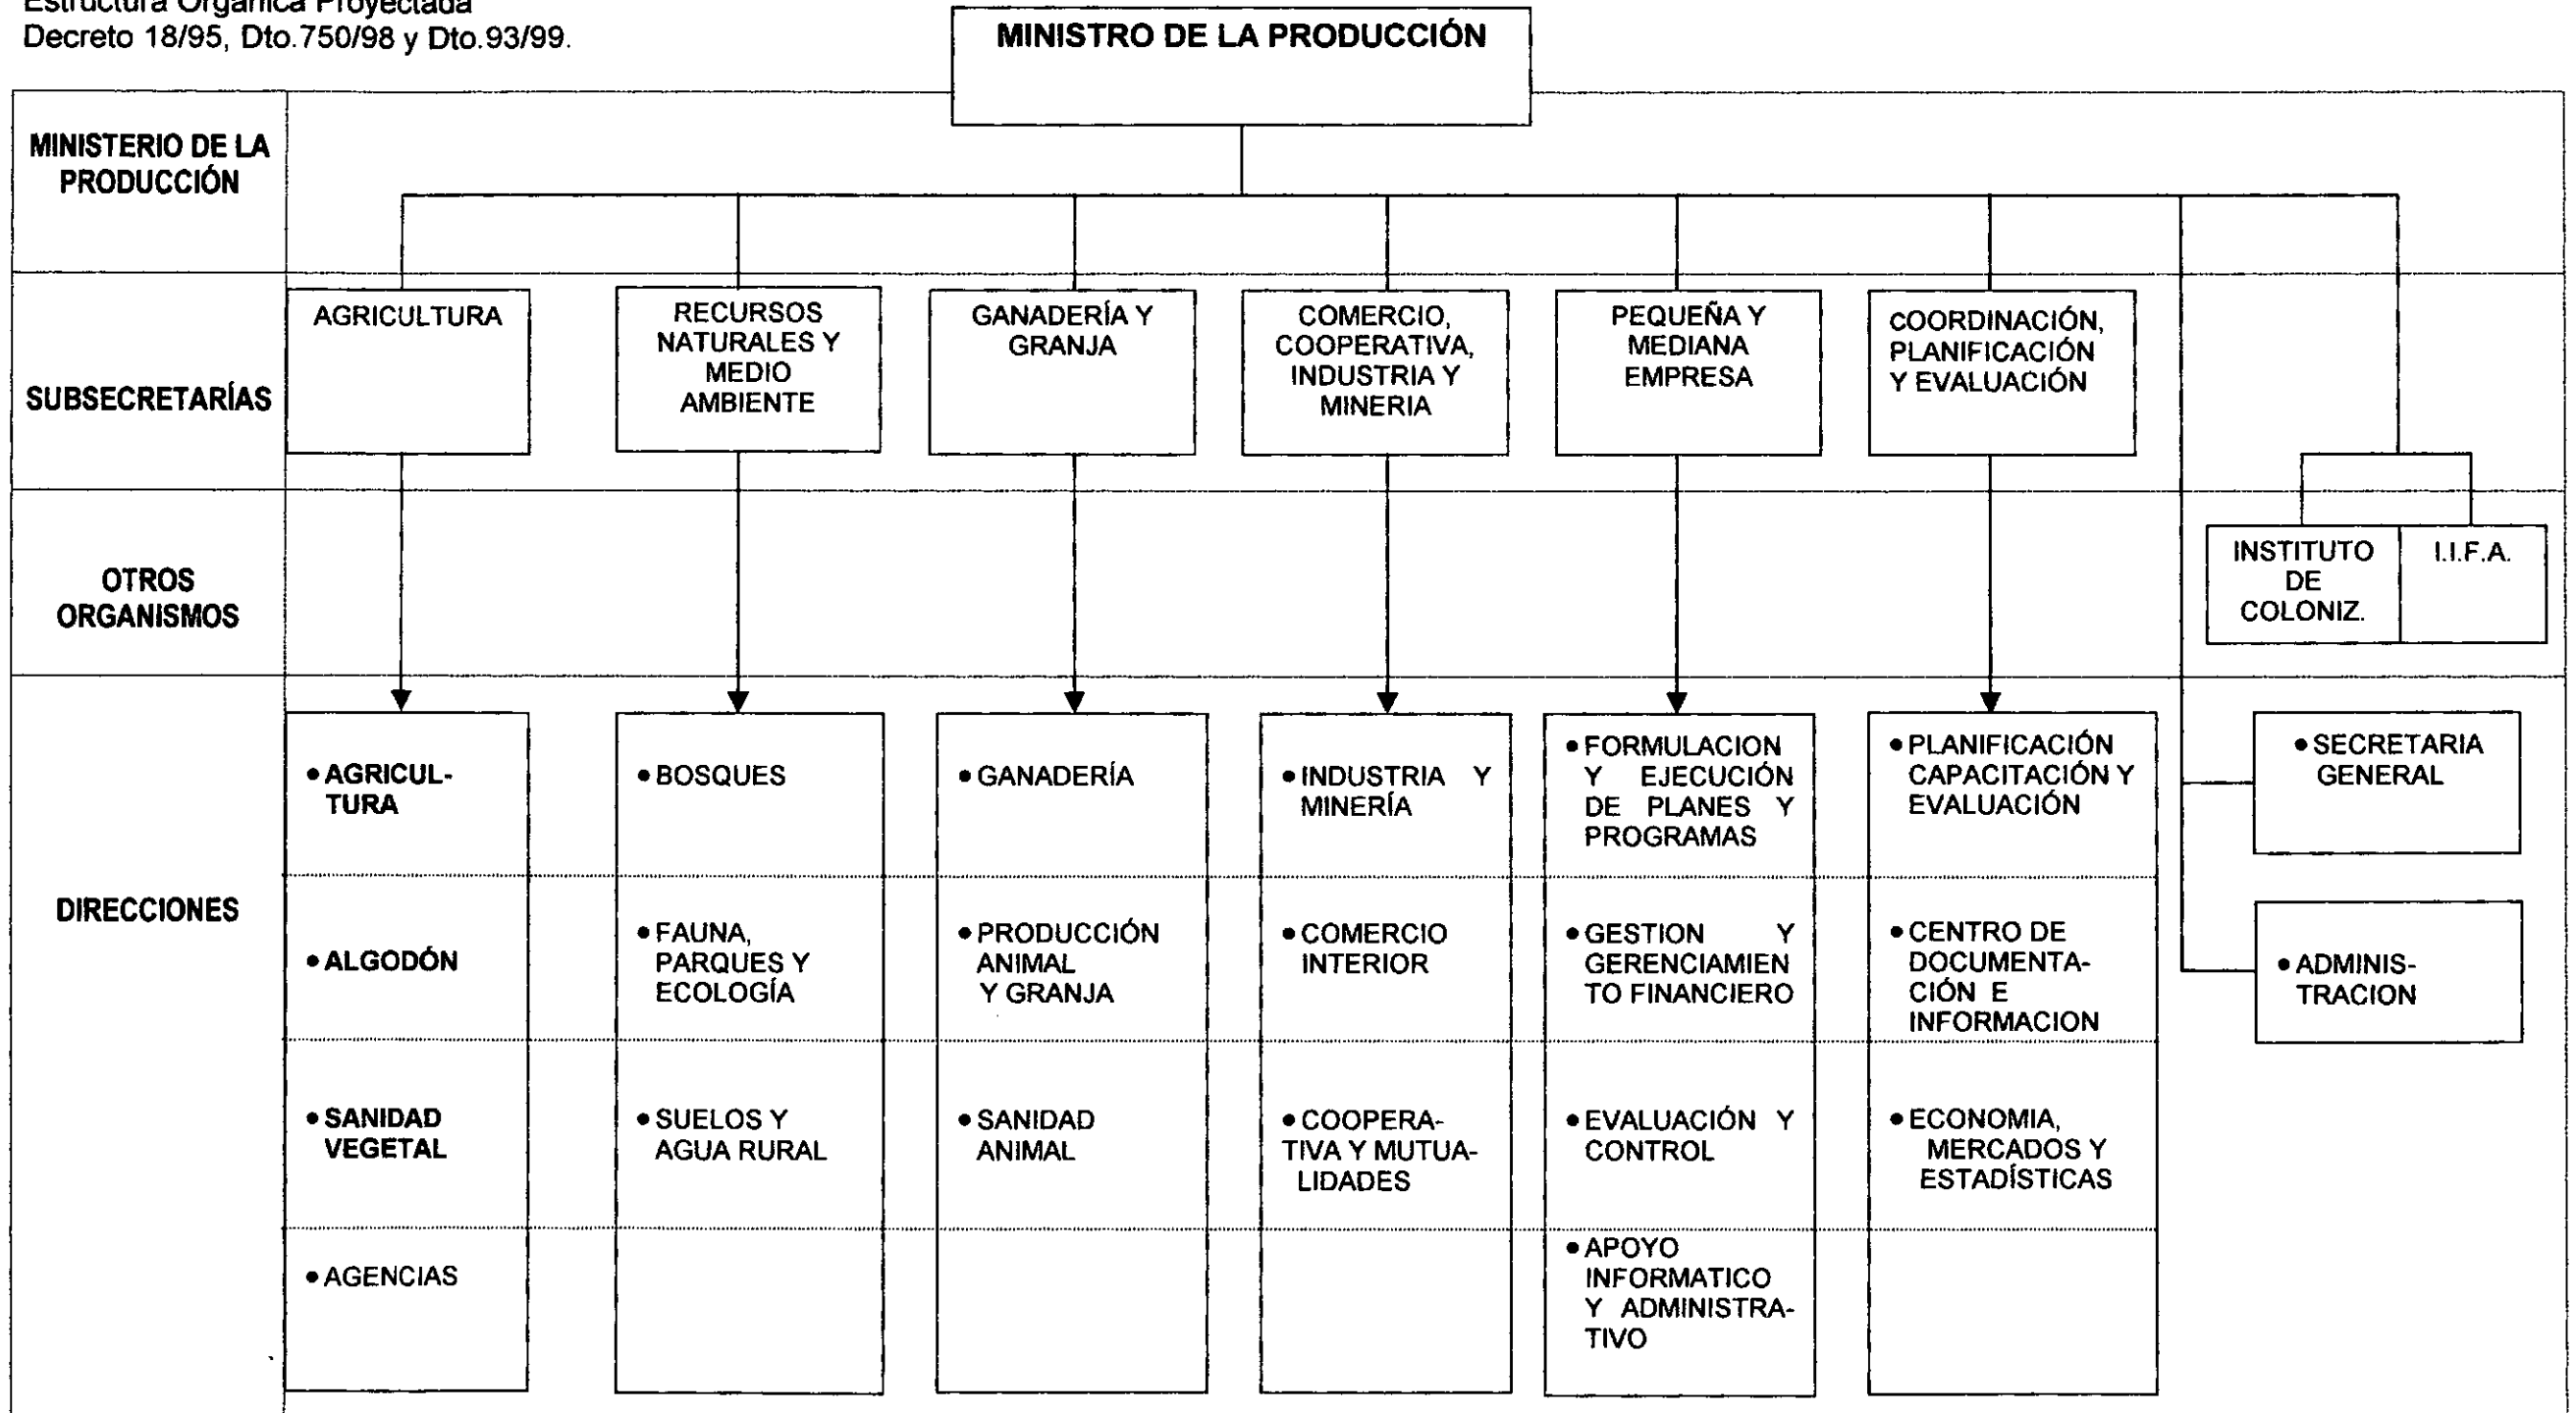 Estructura Orgánica Proyectada
Decreto 18/95, Dto.750/98 y Dto.93/99.
MINISTRO DE LA PRODUCCIÓN
MINISTERIO DE LA
PRODUCCIÓN
SUBSECRETARÍAS
AGRICULTURA
RECURSOS
NATURALES Y
MEDIO
AMBIENTE
GANADERÍA Y
GRANJA
COMERCIO,
COOPERATIVA,
INDUSTRIA Y
MINERIA
PEQUEÑA Y
MEDIANA
EMPRESA
COORDINACIÓN,
PLANIFICACIÓN
Y EVALUACIÓN
OTROS
ORGANISMOS
INSTITUTO
DE
COLONIZ.
I.I.F.A.
DIRECCIONES
• AGRICUL-
TURA
• ALGODÓN
• SANIDAD
VEGETAL
• AGENCIAS
• BOSQUES
• FAUNA,
PARQUES Y
ECOLOGÍA
• SUELOS Y
AGUA RURAL
• GANADERÍA
• PRODUCCIÓN
ANIMAL
Y GRANJA
• SANIDAD
ANIMAL
• INDUSTRIA Y
MINERÍA
• COMERCIO
INTERIOR
• COOPERA-
TIVA Y MUTUA-
LIDADES
• FORMULACION
Y EJECUCIÓN
DE PLANES Y
PROGRAMAS
• GESTION Y
GERENCIAMIEN
TO FINANCIERO
• EVALUACIÓN Y
CONTROL
• APOYO
INFORMATICO
Y ADMINISTRA-
TIVO
• PLANIFICACIÓN
CAPACITACIÓN Y
EVALUACIÓN
• CENTRO DE
DOCUMENTA-
CIÓN E
INFORMACION
• ECONOMIA,
MERCADOS Y
ESTADÍSTICAS
• SECRETARIA
GENERAL
• ADMINIS-
TRACION